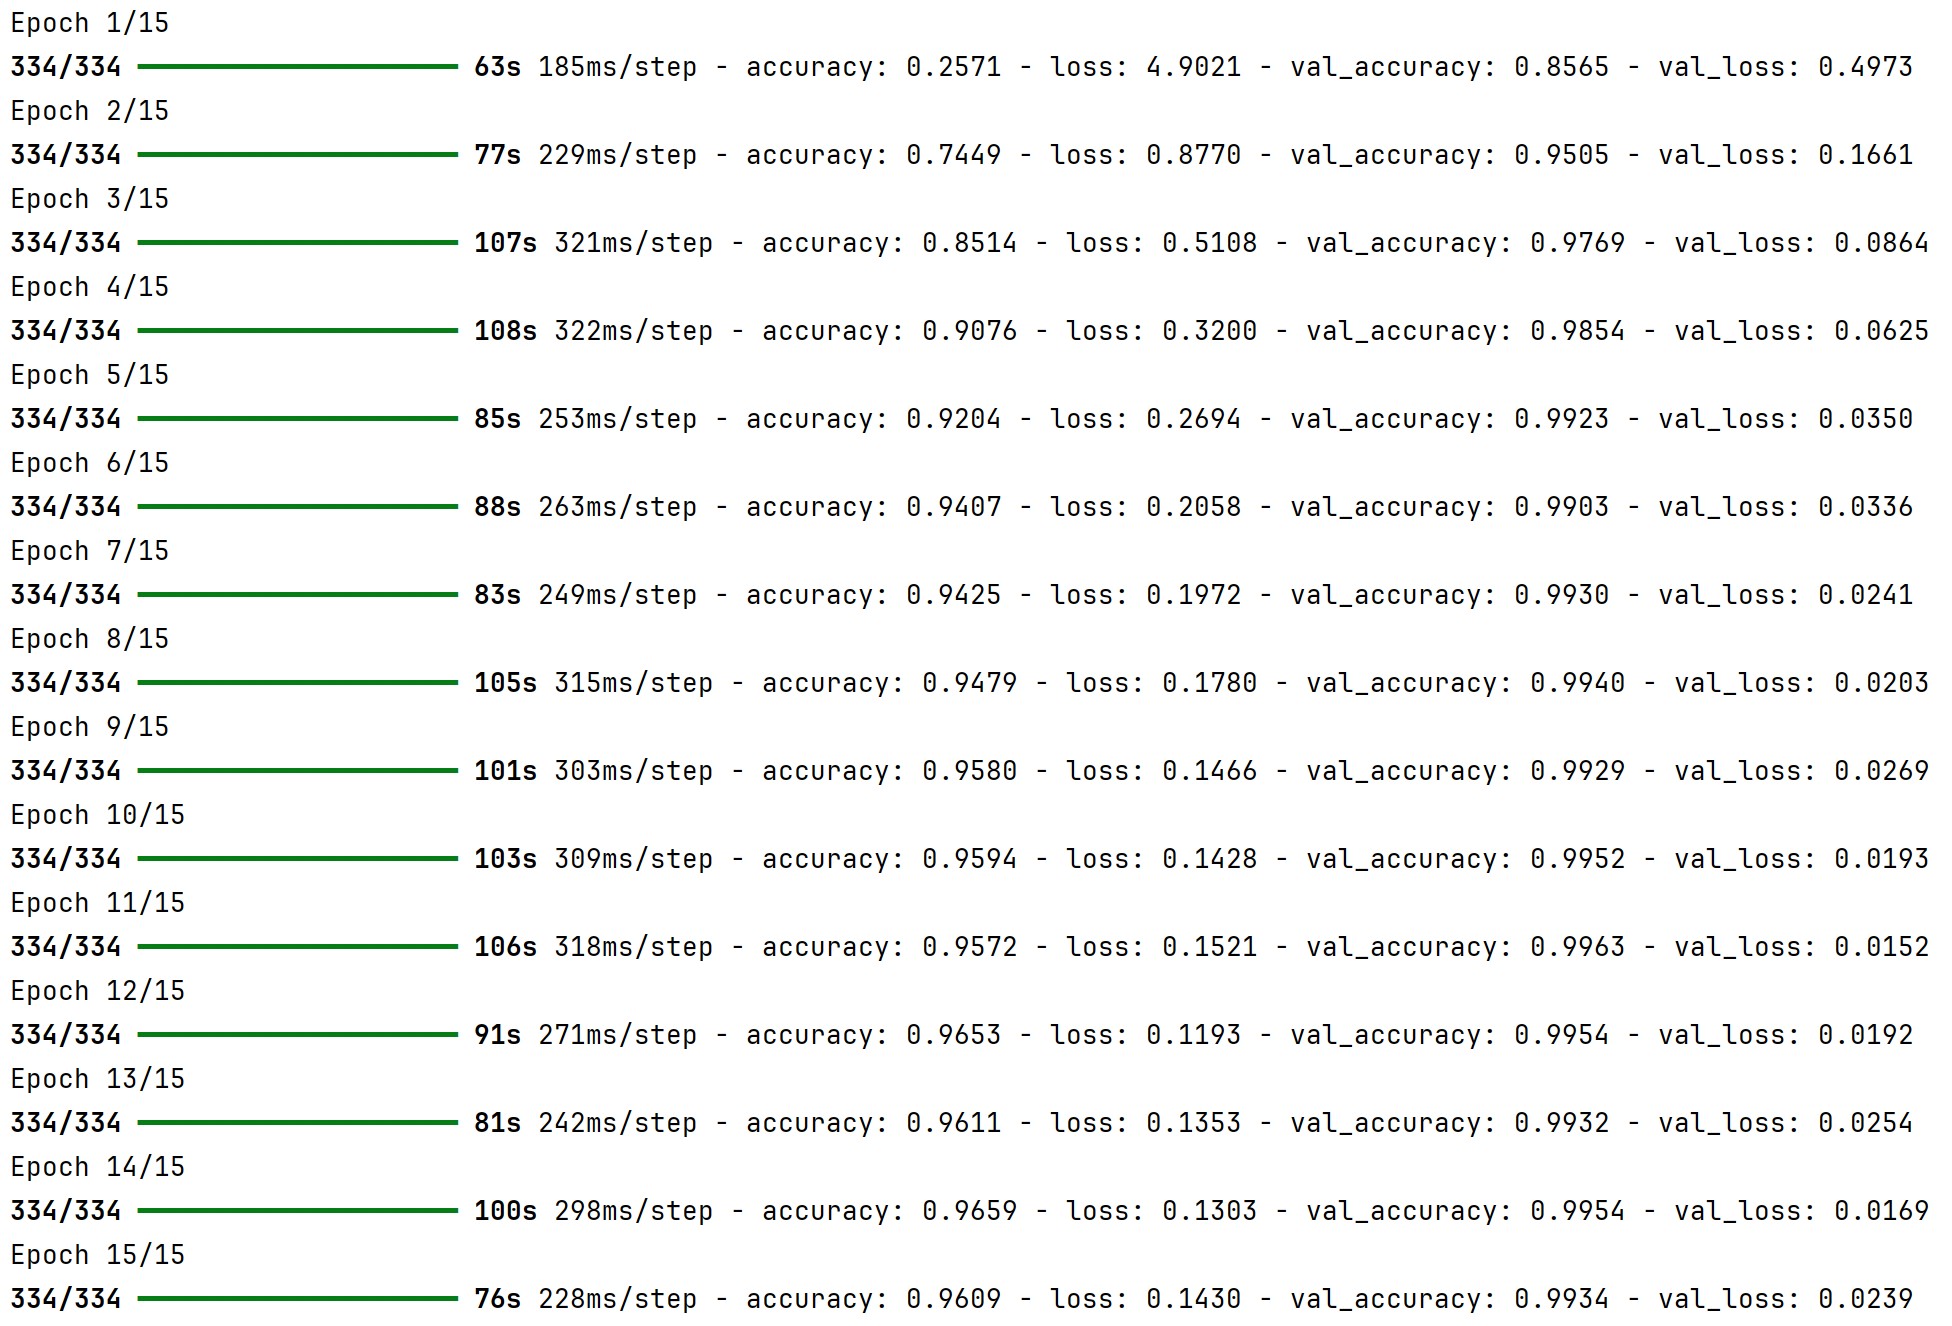 Epoch 1/15
334/334 ━━━━━━━━━━━━━━━━━━━━ 63s 185ms/step - accuracy: 0.2571 - loss: 4.9021 - val_accuracy: 0.8565 - val_loss: 0.4973
Epoch 2/15
334/334 ━━━━━━━━━━━━━━━━━━━━ 77s 229ms/step - accuracy: 0.7449 - loss: 0.8770 - val_accuracy: 0.9505 - val_loss: 0.1661
Epoch 3/15
334/334 ━━━━━━━━━━━━━━━━━━━━ 107s 321ms/step - accuracy: 0.8514 - loss: 0.5108 - val_accuracy: 0.9769 - val_loss: 0.0864
Epoch 4/15
334/334 ━━━━━━━━━━━━━━━━━━━━ 108s 322ms/step - accuracy: 0.9076 - loss: 0.3200 - val_accuracy: 0.9854 - val_loss: 0.0625
Epoch 5/15
334/334 ━━━━━━━━━━━━━━━━━━━━ 85s 253ms/step - accuracy: 0.9204 - loss: 0.2694 - val_accuracy: 0.9923 - val_loss: 0.0350
Epoch 6/15
334/334 ━━━━━━━━━━━━━━━━━━━━ 88s 263ms/step - accuracy: 0.9407 - loss: 0.2058 - val_accuracy: 0.9903 - val_loss: 0.0336
Epoch 7/15
334/334 ━━━━━━━━━━━━━━━━━━━━ 83s 249ms/step - accuracy: 0.9425 - loss: 0.1972 - val_accuracy: 0.9930 - val_loss: 0.0241
Epoch 8/15
334/334 ━━━━━━━━━━━━━━━━━━━━ 105s 315ms/step - accuracy: 0.9479 - loss: 0.1780 - val_accuracy: 0.9940 - val_loss: 0.0203
Epoch 9/15
334/334 ━━━━━━━━━━━━━━━━━━━━ 101s 303ms/step - accuracy: 0.9580 - loss: 0.1466 - val_accuracy: 0.9929 - val_loss: 0.0269
Epoch 10/15
334/334 ━━━━━━━━━━━━━━━━━━━━ 103s 309ms/step - accuracy: 0.9594 - loss: 0.1428 - val_accuracy: 0.9952 - val_loss: 0.0193
Epoch 11/15
334/334 ━━━━━━━━━━━━━━━━━━━━ 106s 318ms/step - accuracy: 0.9572 - loss: 0.1521 - val_accuracy: 0.9963 - val_loss: 0.0152
Epoch 12/15
334/334 ━━━━━━━━━━━━━━━━━━━━ 91s 271ms/step - accuracy: 0.9653 - loss: 0.1193 - val_accuracy: 0.9954 - val_loss: 0.0192
Epoch 13/15
334/334 ━━━━━━━━━━━━━━━━━━━━ 81s 242ms/step - accuracy: 0.9611 - loss: 0.1353 - val_accuracy: 0.9932 - val_loss: 0.0254
Epoch 14/15
334/334 ━━━━━━━━━━━━━━━━━━━━ 100s 298ms/step - accuracy: 0.9659 - loss: 0.1303 - val_accuracy: 0.9954 - val_loss: 0.0169
Epoch 15/15
334/334 ━━━━━━━━━━━━━━━━━━━━ 76s 228ms/step - accuracy: 0.9609 - loss: 0.1430 - val_accuracy: 0.9934 - val_loss: 0.0239